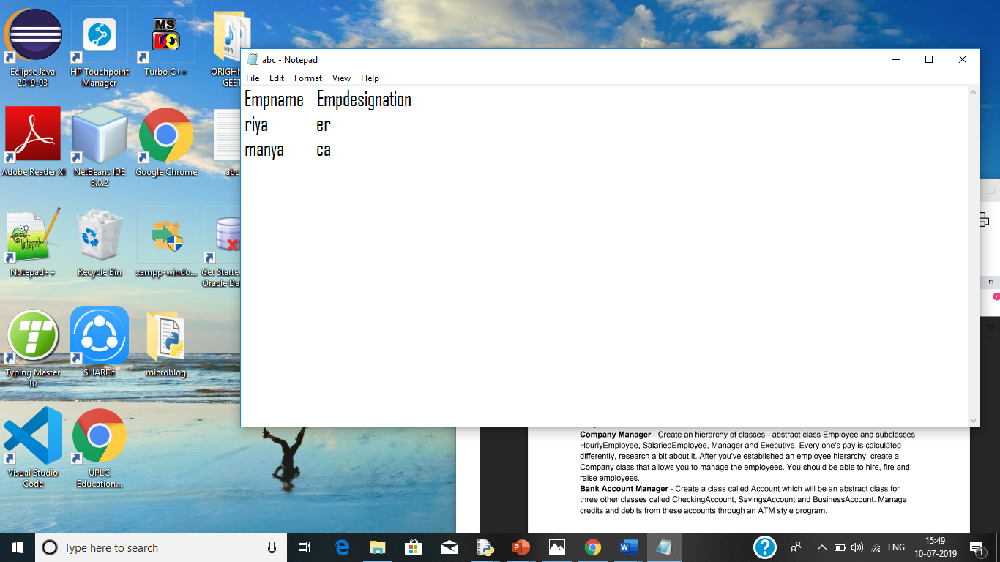 Eclipse Java
2019-03
HP Touchpoint
Manager
MS
DOS
Turbo C++
MP3
Adobe Reader XI
NetBeans IDE
8.0.2
Google Chrome
abc
Notepad++
Recycle Bin
xampp-windo...
Typing Master
10
SHAREit
microblog
Visual Studio
Code
UPLC
Education...
abc - Notepad
File Edit Format View Help
Empname Empdesignation
riya er
manya ca
Company Manager - Create an hierarchy of classes - abstract class Employee and subclasses
HourlyEmployee, SalariedEmployee, Manager and Executive. Every one's pay is calculated
differently, research a bit about it. After you've established an employee hierarchy, create a
Company class that allows you to manage the employees. You should be able to hire, fire and
raise employees.
Bank Account Manager - Create a class called Account which will be an abstract class for
three other classes called CheckingAccount, SavingsAccount and BusinessAccount. Manage
credits and debits from these accounts through an ATM style program.
Type here to search
ENG
15:49
10-07-2019
1